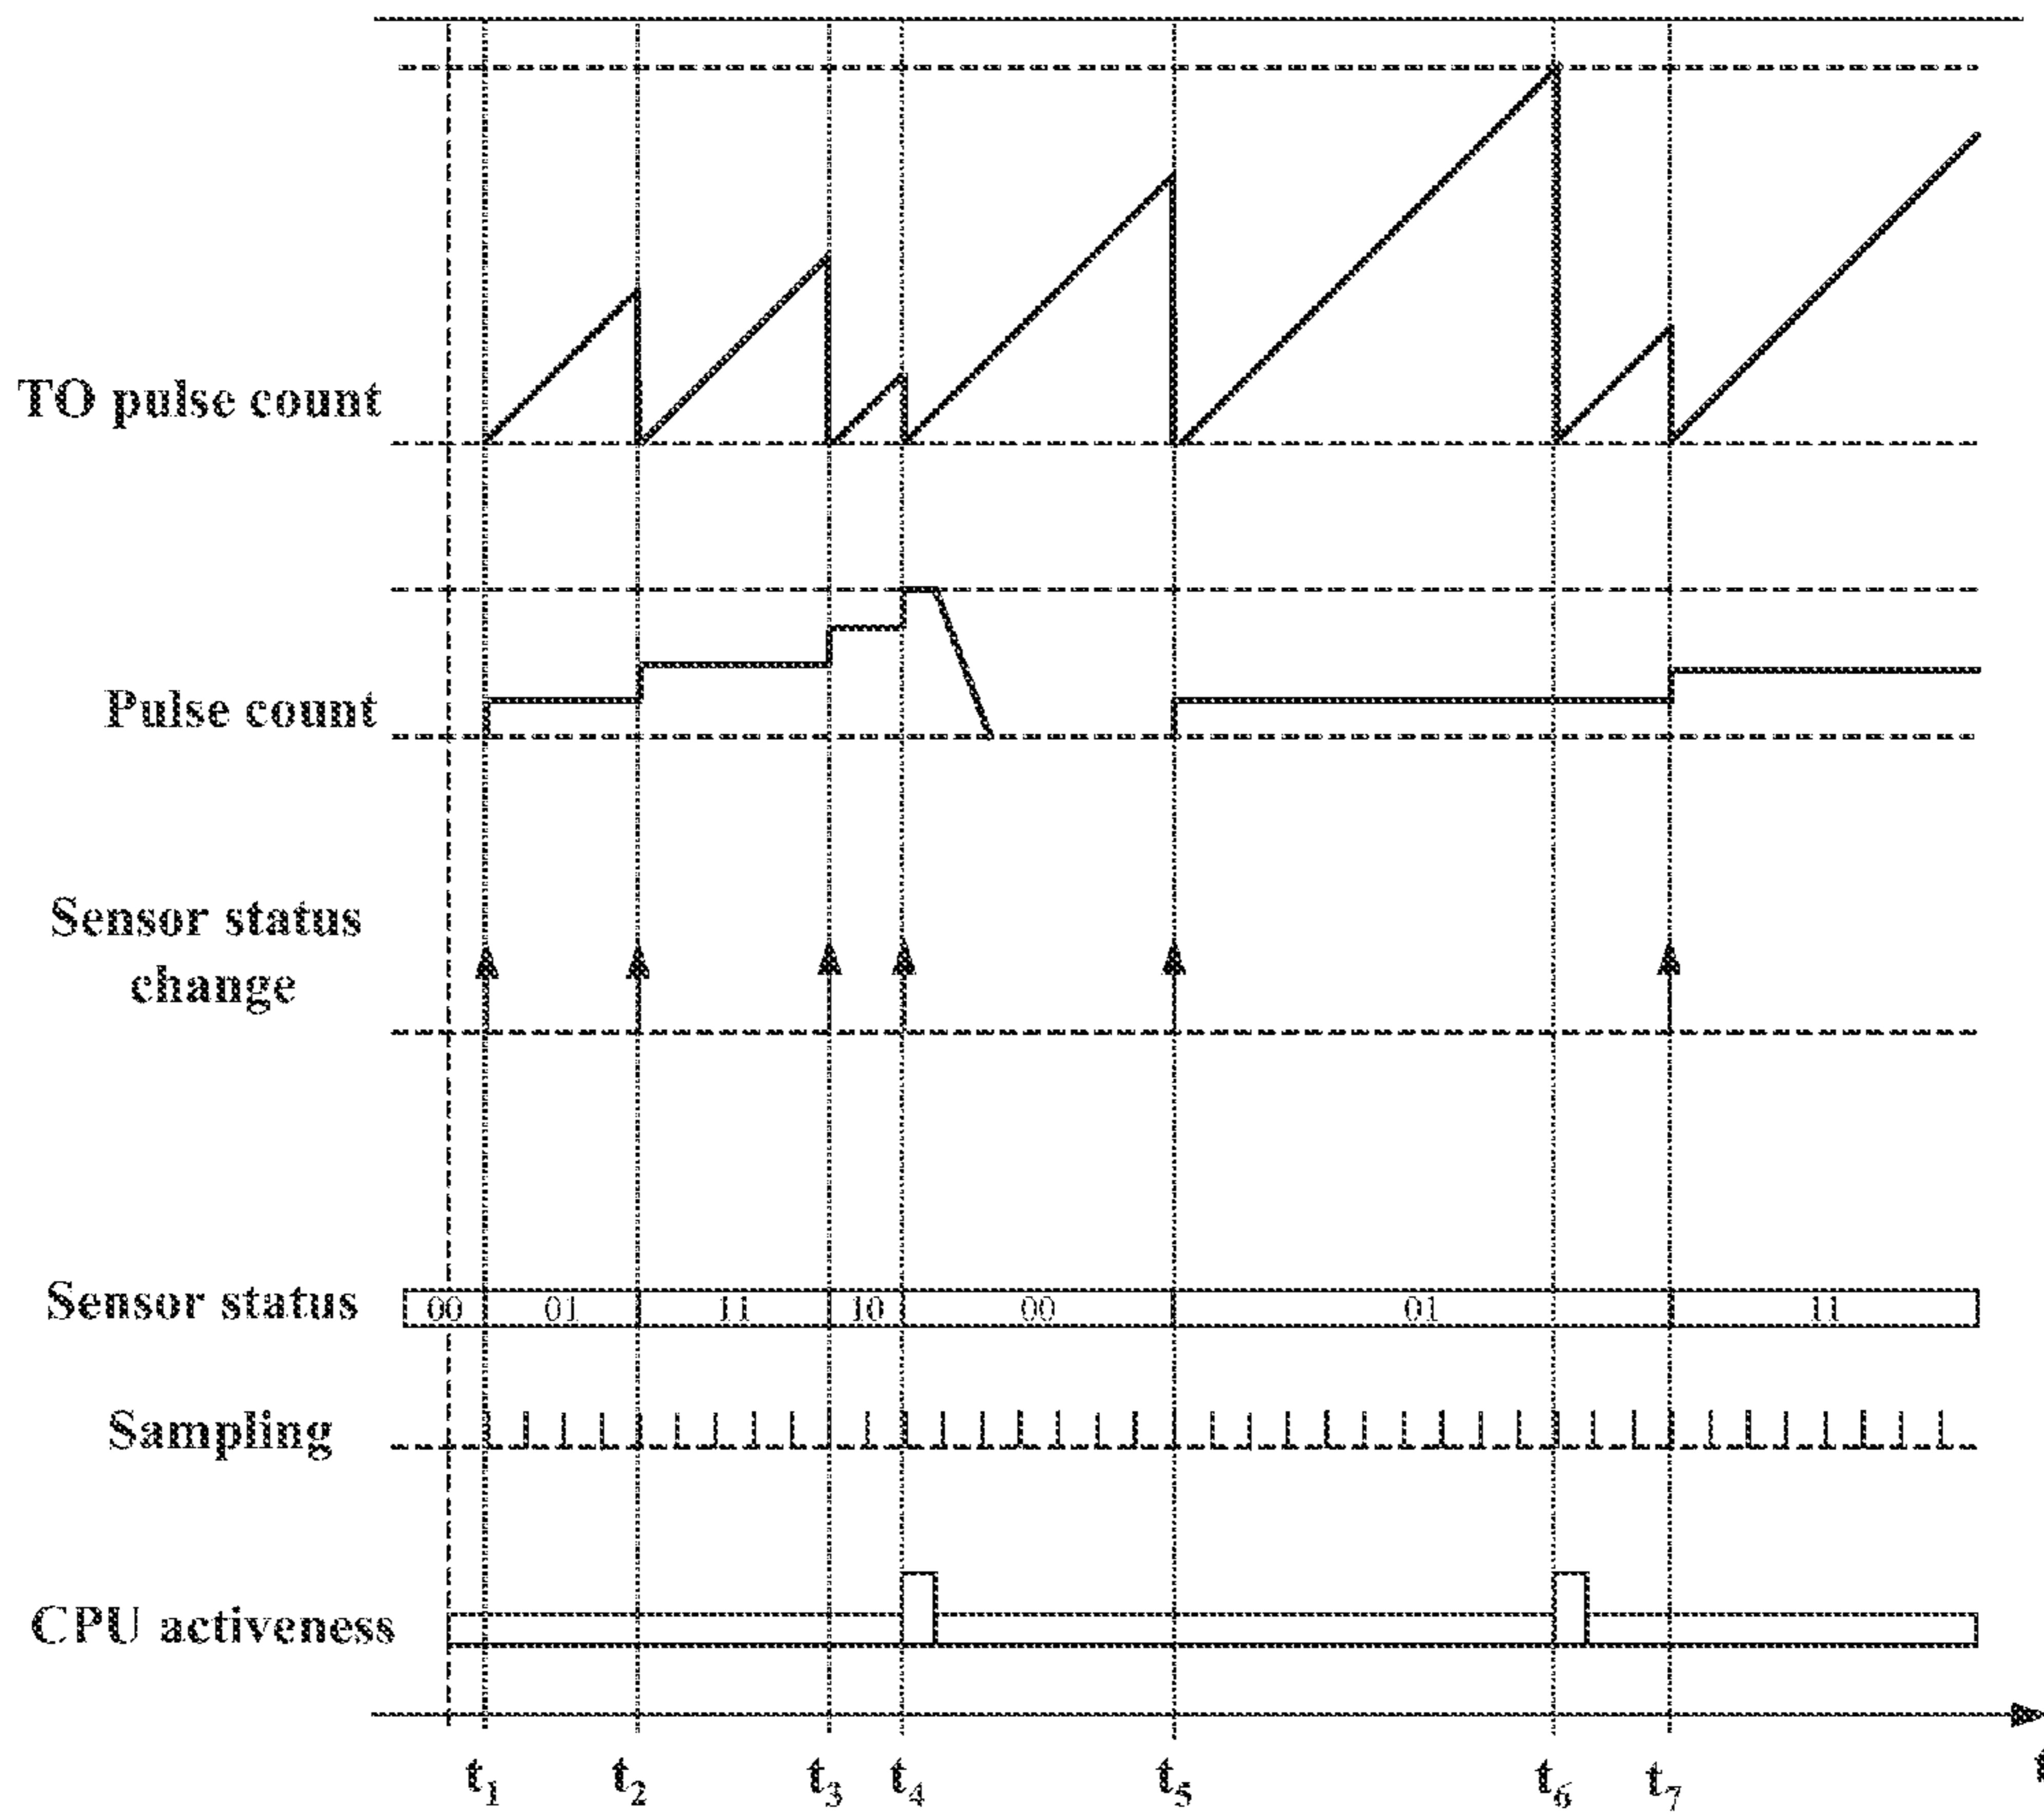 TO pulse count
Pulse count
Sensor status
change
Sensor status
00 01 11 10 00 01 11
Sampling
CPU activeness
t1 t2 t3 t4 t5 t6 t7 t